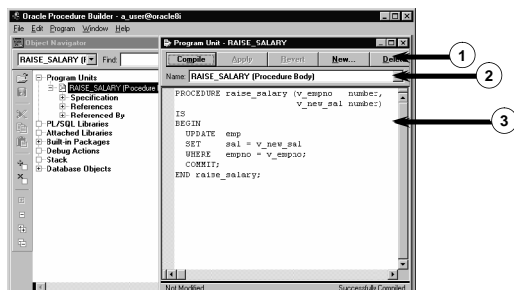 Oracle Procedure Builder - a_user@oracle8i
File Edit Program Window Help
Object Navigator
RAISE_SALARY (F Find:
Program Units
RAISE_SALARY (Procedure
Specification
References
Referenced By
PL/SQL Libraries
Attached Libraries
Built-in Packages
Debug Actions
Stack
Database Objects
Program Unit - RAISE_SALARY
Compile Apply Revert New... Delet
1
Name: RAISE_SALARY (Procedure Body)
2
PROCEDURE raise_salary (v_empno number,
v_new_sal number)
3
IS
BEGIN
UPDATE emp
SET sal = v_new_sal
WHERE empno = v_empno;
COMMIT;
END raise_salary;
Not Modified Successfully Compiled